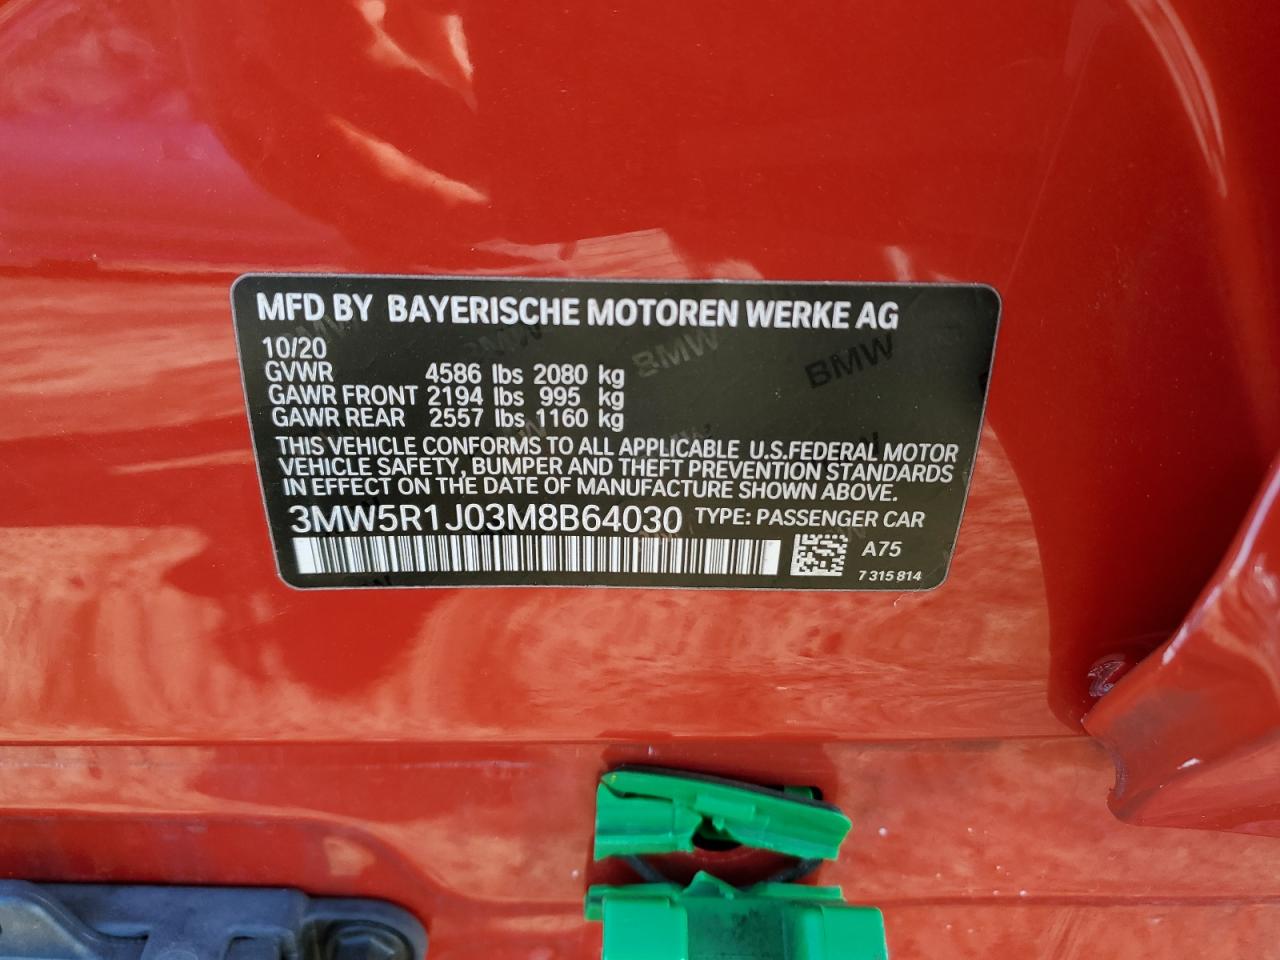 MFD BY BAYERISCHE MOTOREN WERKE AG
10/20
GVWR 4586 lbs 2080 kg
GAWR FRONT 2194 lbs 995 kg
GAWR REAR 2557 lbs 1160 kg
THIS VEHICLE CONFORMS TO ALL APPLICABLE U.S.FEDERAL MOTOR
VEHICLE SAFETY, BUMPER AND THEFT PREVENTION STANDARDS
IN EFFECT ON THE DATE OF MANUFACTURE SHOWN ABOVE.
3MW5R1J03M8B64030 TYPE: PASSENGER CAR
A75
7 315 814
BMW
BMW
BMW